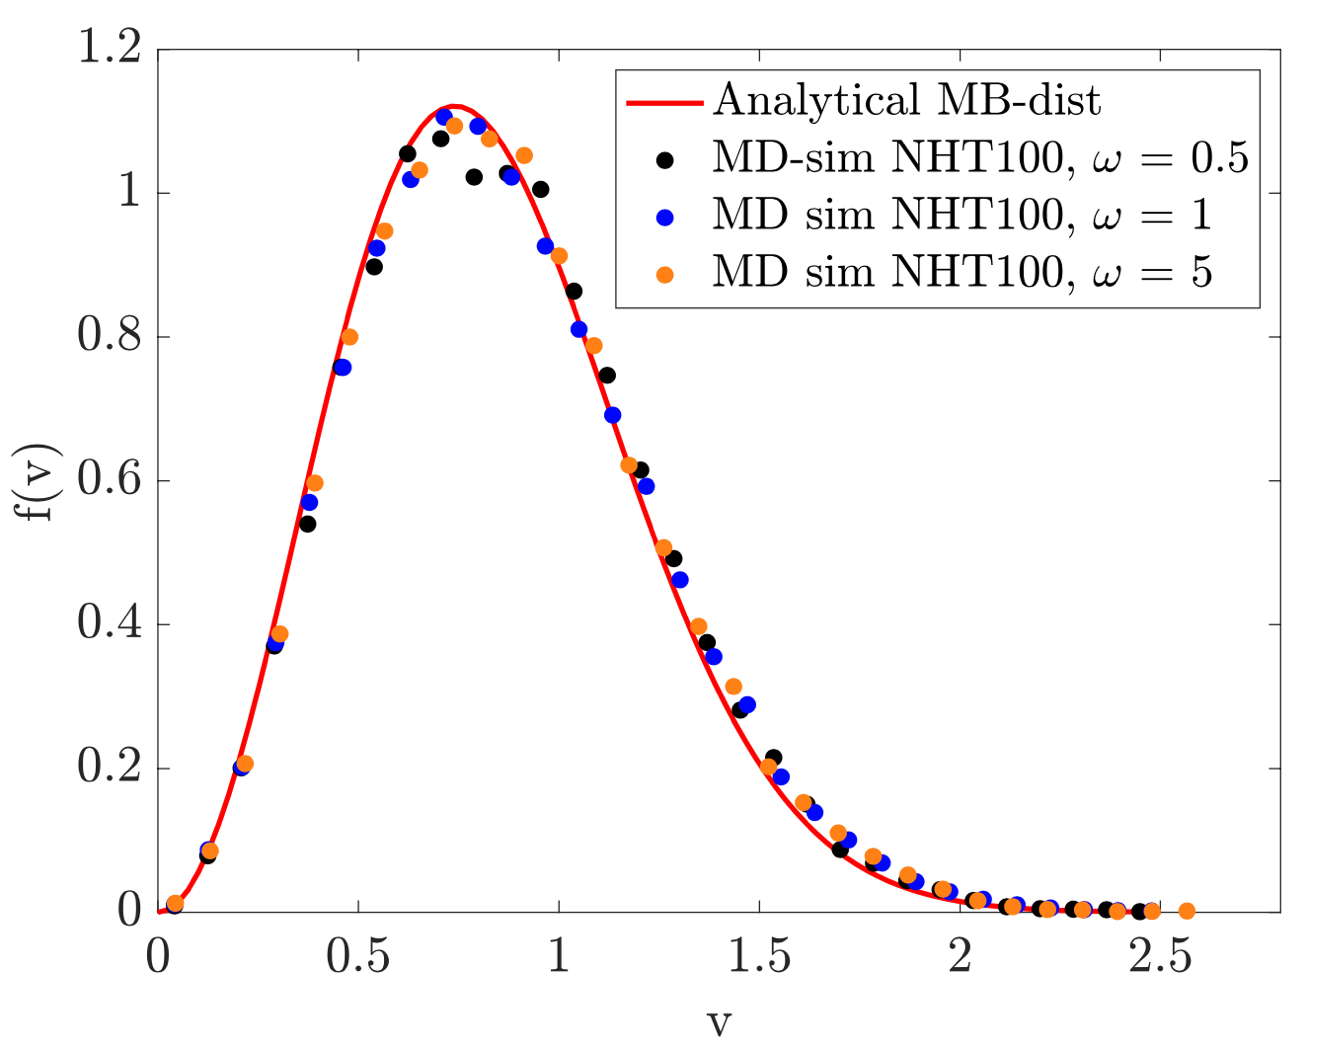 1.2
1
0.8
0.6
0.4
0.2
0
f(v)
Analytical MB-dist
MD-sim NHT100, ω = 0.5
MD sim NHT100, ω = 1
MD sim NHT100, ω = 5
0 0.5 1 1.5 2 2.5
v